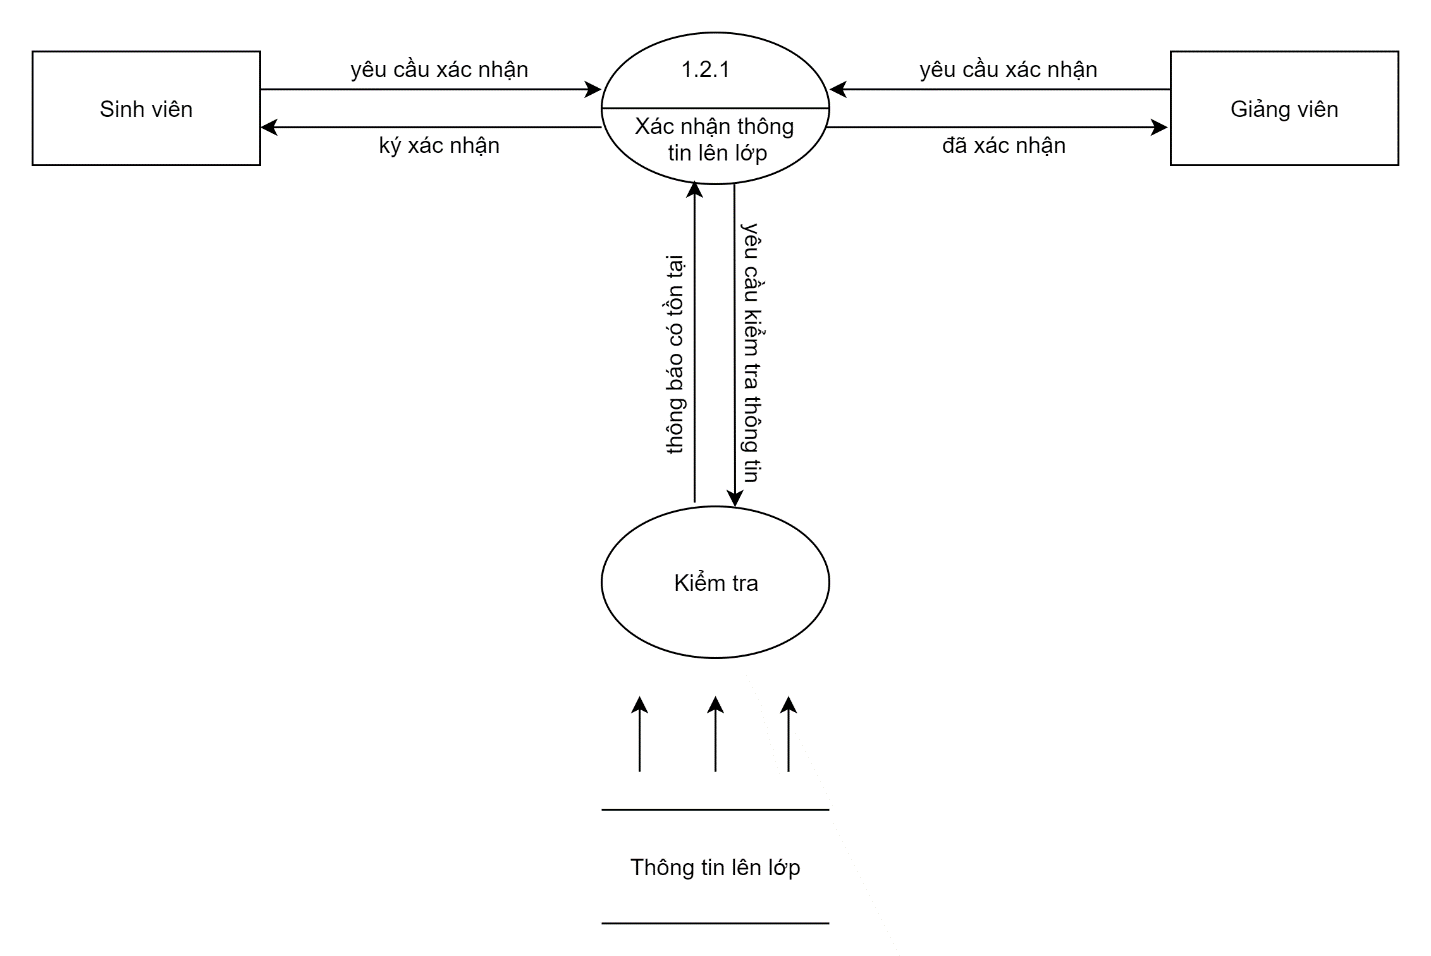 Sinh viên
yêu cầu xác nhận
ký xác nhận
1.2.1
Xác nhận thông
tin lên lớp
yêu cầu xác nhận
đã xác nhận
Giảng viên
thông báo có tồn tại
yêu cầu kiểm tra thông tin
Kiểm tra
Thông tin lên lớp